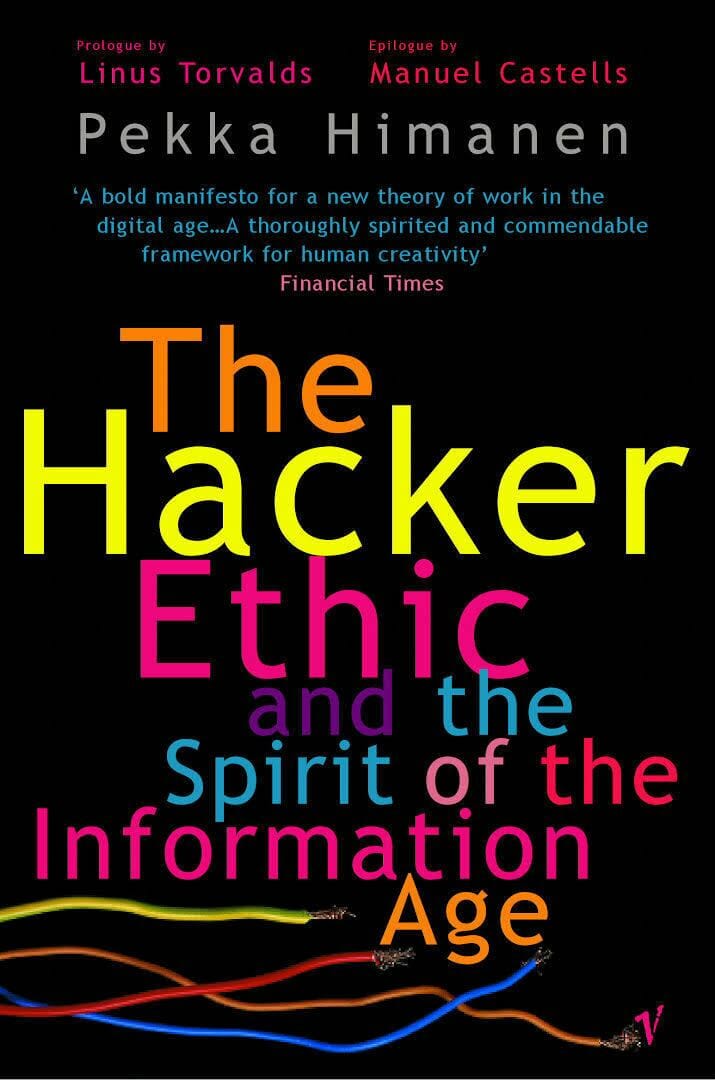 Prologue by
Linus Torvalds
Epilogue by
Manuel Castells
Pekka Himanen
‘A bold manifesto for a new theory of work in the
digital age…A thoroughly spirited and commendable
framework for human creativity’
Financial Times
The
Hacker
Ethic
and the
Spirit of the
Information
Age
V